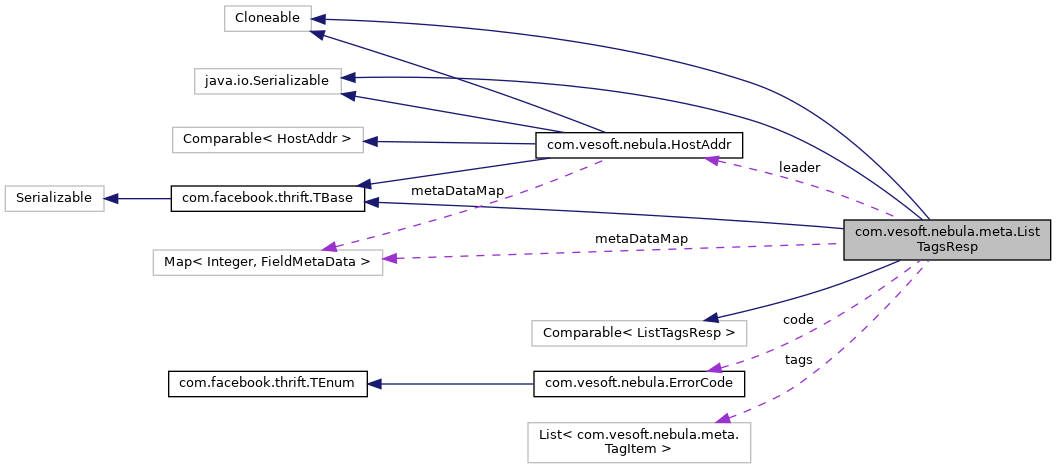 Cloneable
java.io.Serializable
Comparable< HostAddr >
com.vesoft.nebula.HostAddr
leader
metaDataMap
Serializable
com.facebook.thrift.TBase
com.vesoft.nebula.meta.List
TagsResp
metaDataMap
Map< Integer, FieldMetaData >
code
Comparable< ListTagsResp >
tags
com.facebook.thrift.TEnum
com.vesoft.nebula.ErrorCode
List< com.vesoft.nebula.meta.
TagItem >